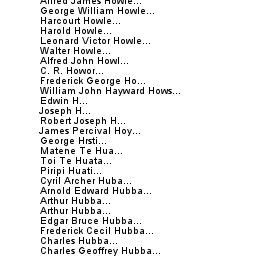 Alfred James Howle...
George William Howle...
Harcourt Howle...
Harold Howle...
Leonard Victor Howle...
Walter Howle...
Alfred John Howl...
C. R. Howor...
Frederick George Ho...
William John Hayward Hows...
Edwin H...
Joseph H...
Robert Joseph H...
James Percival Hoy...
George Hrsti...
Matene Te Hua...
Toi Te Huata...
Piripi Huati...
Cyril Archer Huba...
Arnold Edward Hubba...
Arthur Hubba...
Arthur Hubba...
Edgar Bruce Hubba...
Frederick Cecil Hubba...
Charles Hubba...
Charles Geoffrey Hubba...